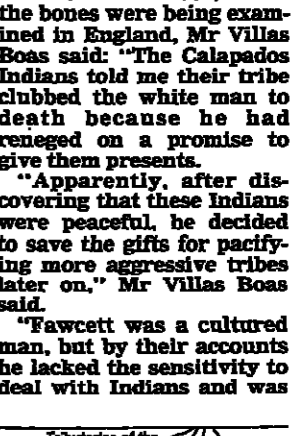 the bones were being exam-
ined in England, Mr Villas
Boas said: "The Calapados
Indians told me their tribe
clubbed the white man to
death because he had
reneged on a promise to
give them presents.
"Apparently, after dis-
covering that these Indians
were peaceful, he decided
to save the gifts for pacify-
ing more aggressive tribes
later on," Mr Villas Boas
said.
"Fawcett was a cultured
man, but by their accounts
he lacked the sensitivity to
deal with Indians and was
of the